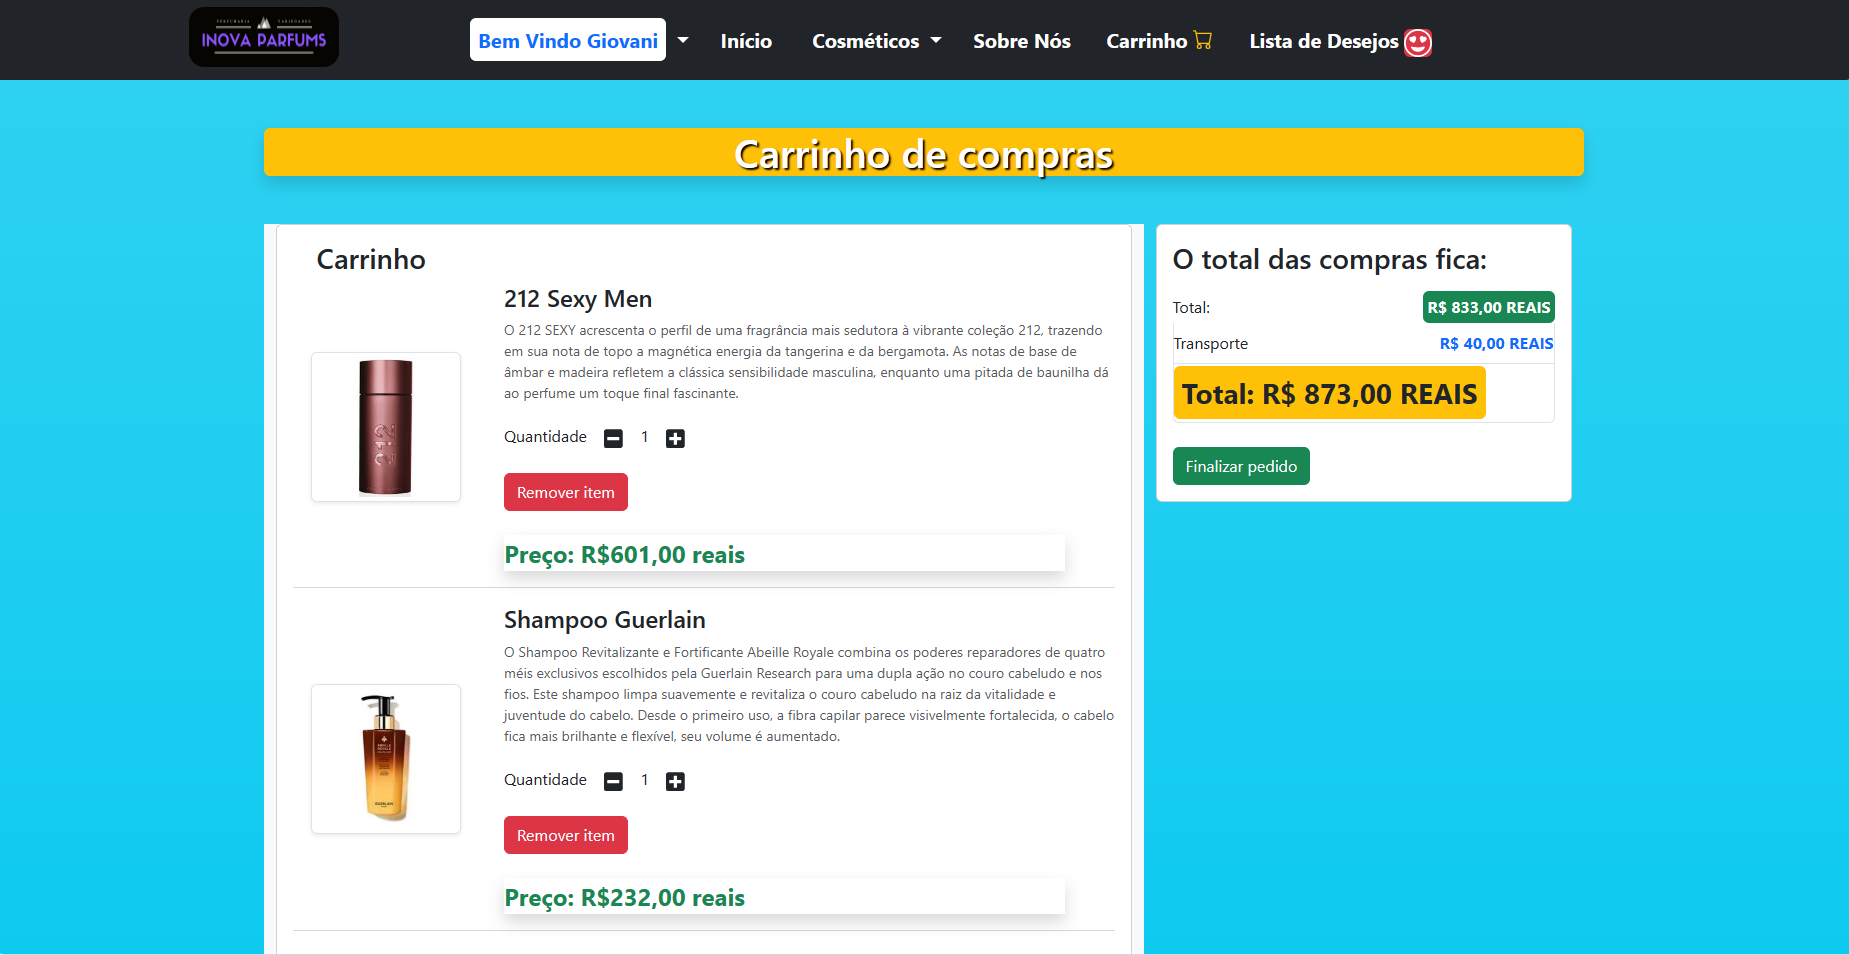 PERFUMARIA VARIEDADES
INOVA PARFUMS
Bem Vindo Giovani
Início
Cosméticos
Sobre Nós
Carrinho
Lista de Desejos
Carrinho de compras
Carrinho
212 Sexy Men
O 212 SEXY acrescenta o perfil de uma fragrância mais sedutora à vibrante coleção 212, trazendo
em sua nota de topo a magnética energia da tangerina e da bergamota. As notas de base de
âmbar e madeira refletem a clássica sensibilidade masculina, enquanto uma pitada de baunilha dá
ao perfume um toque final fascinante.
212
Quantidade 1
Remover item
Preço: R$601,00 reais
Shampoo Guerlain
O Shampoo Revitalizante e Fortificante Abeille Royale combina os poderes reparadores de quatro
méis exclusivos escolhidos pela Guerlain Research para uma dupla ação no couro cabeludo e nos
fios. Este shampoo limpa suavemente e revitaliza o couro cabeludo na raiz da vitalidade e
juventude do cabelo. Desde o primeiro uso, a fibra capilar parece visivelmente fortalecida, o cabelo
fica mais brilhante e flexível, seu volume é aumentado.
ABEILLE
ROYALE
GUERLAIN
Quantidade 1
Remover item
Preço: R$232,00 reais
O total das compras fica:
Total: R$ 833,00 REAIS
Transporte R$ 40,00 REAIS
Total: R$ 873,00 REAIS
Finalizar pedido